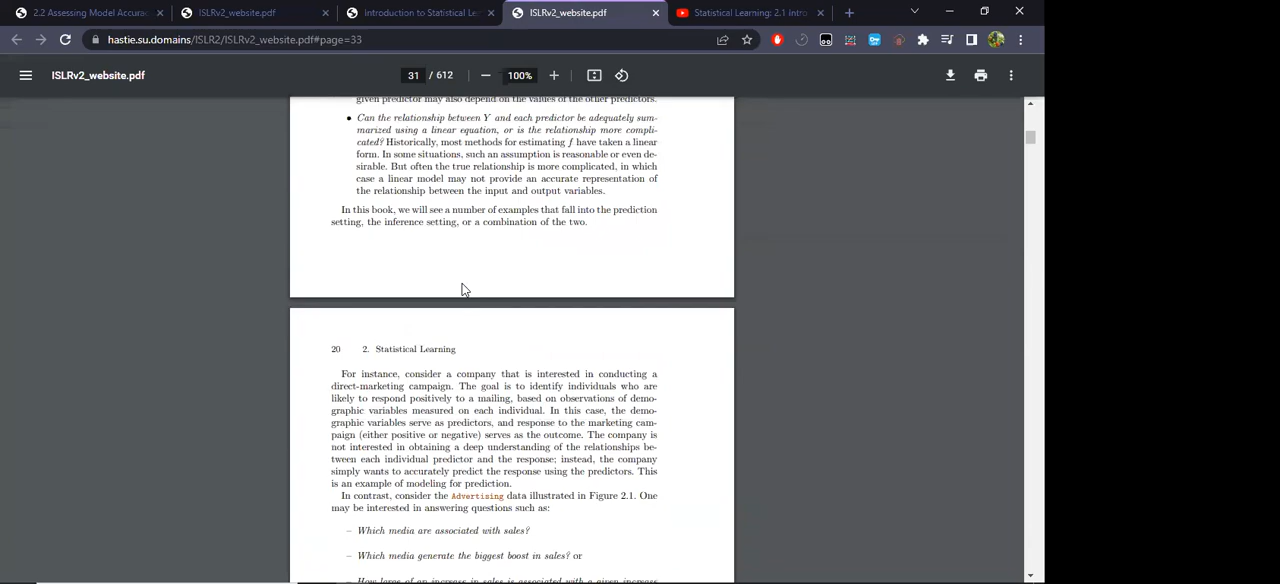 2.2 Assessing Model Accurac
ISLRv2_website.pdf
Introduction to Statistical Le
ISLRv2_website.pdf
Statistical Learning: 2.1 Intro
hastie.su.domains/ISLR2/ISLRv2_website.pdf#page=33
ISLRv2_website.pdf
31 / 612
100%
given predictor may also depend on the values of the other predictors.
• Can the relationship between Y and each predictor be adequately sum-
marized using a linear equation, or is the relationship more compli-
cated? Historically, most methods for estimating f have taken a linear
form. In some situations, such an assumption is reasonable or even de-
sirable. But often the true relationship is more complicated, in which
case a linear model may not provide an accurate representation of
the relationship between the input and output variables.
In this book, we will see a number of examples that fall into the prediction
setting, the inference setting, or a combination of the two.
20 2. Statistical Learning
For instance, consider a company that is interested in conducting a
direct-marketing campaign. The goal is to identify individuals who are
likely to respond positively to a mailing, based on observations of demo-
graphic variables measured on each individual. In this case, the demo-
graphic variables serve as predictors, and response to the marketing cam-
paign (either positive or negative) serves as the outcome. The company is
not interested in obtaining a deep understanding of the relationships be-
tween each individual predictor and the response; instead, the company
simply wants to accurately predict the response using the predictors. This
is an example of modeling for prediction.
In contrast, consider the Advertising data illustrated in Figure 2.1. One
may be interested in answering questions such as:
– Which media are associated with sales?
– Which media generate the biggest boost in sales? or
– How large of an increase in sales is associated with a given increase